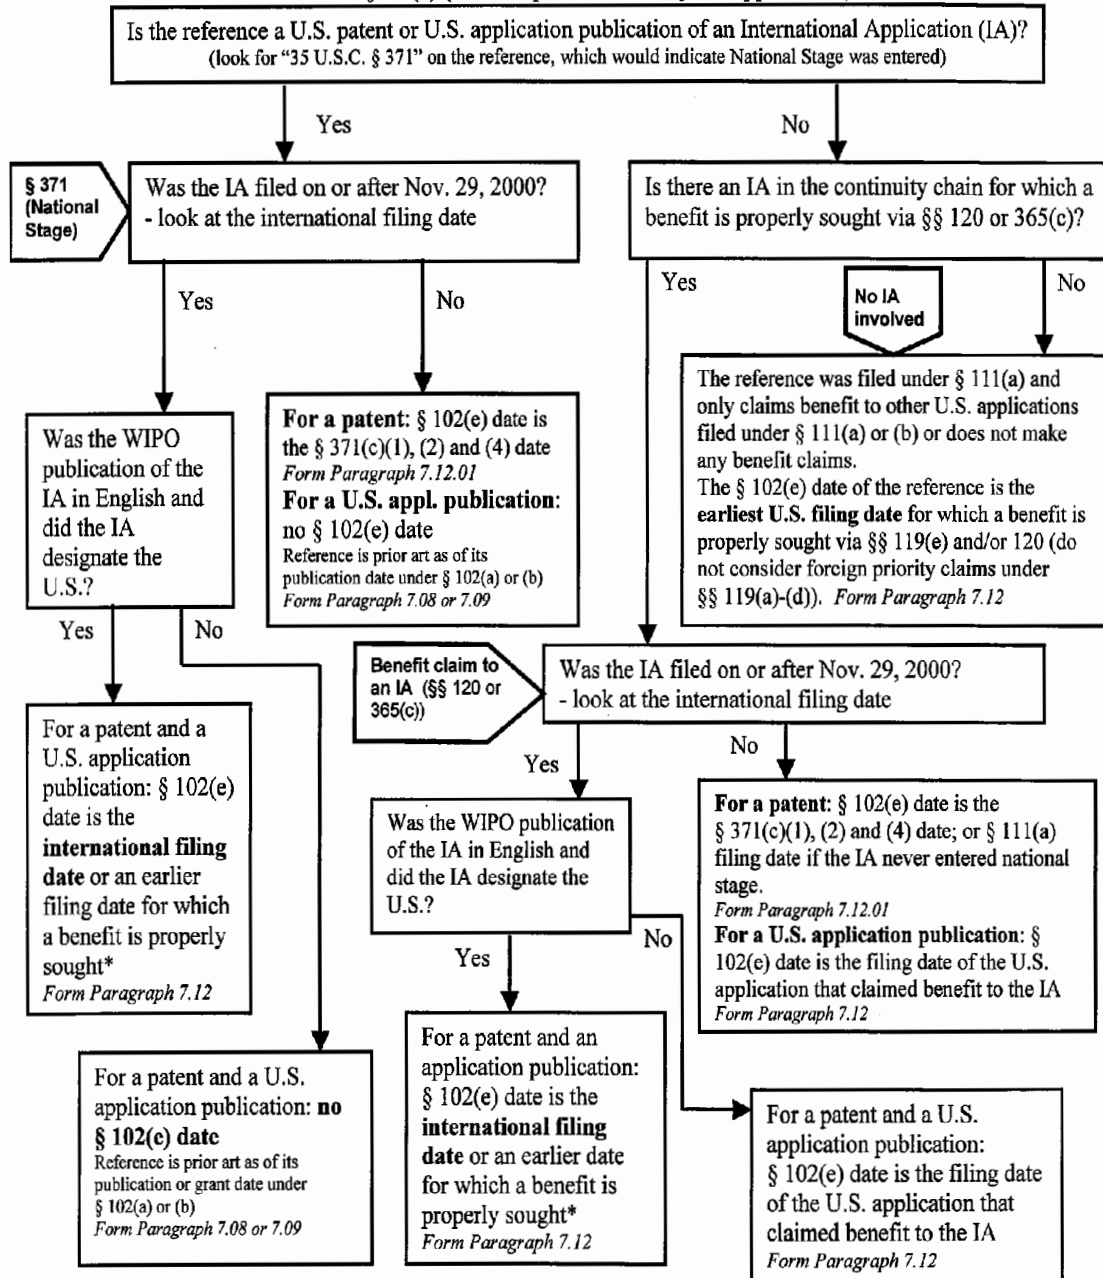 Is the reference a U.S. patent or U.S. application publication of an International Application (IA)?
(look for “35 U.S.C. § 371” on the reference, which would indicate National Stage was entered)
Yes
No
§ 371
(National
Stage)
Was the IA filed on or after Nov. 29, 2000?
- look at the international filing date
Is there an IA in the continuity chain for which a
benefit is properly sought via §§ 120 or 365(c)?
Yes
No
Yes
No IA
involved
No
Was the WIPO
publication of the
IA in English and
did the IA
designate the
U.S.?
For a patent: § 102(e) date is
the § 371(c)(1), (2) and (4) date
Form Paragraph 7.12.01
For a U.S. appl. publication:
no § 102(e) date
Reference is prior art as of its
publication date under § 102(a) or (b)
Form Paragraph 7.08 or 7.09
The reference was filed under § 111(a) and
only claims benefit to other U.S. applications
filed under § 111(a) or (b) or does not make
any benefit claims.
The § 102(e) date of the reference is the
earliest U.S. filing date for which a benefit is
properly sought via §§ 119(e) and/or 120 (do
not consider foreign priority claims under
§§ 119(a)-(d)). Form Paragraph 7.12
Yes
No
Benefit claim to
an IA (§§ 120 or
365(c))
Was the IA filed on or after Nov. 29, 2000?
- look at the international filing date
Yes
No
For a patent and a
U.S. application
publication: § 102(e)
date is the
international filing
date or an earlier
filing date for which
a benefit is properly
sought*
Form Paragraph 7.12
Was the WIPO publication
of the IA in English and
did the IA designate the
U.S.?
For a patent: § 102(e) date is the
§ 371(c)(1), (2) and (4) date; or § 111(a)
filing date if the IA never entered national
stage.
Form Paragraph 7.12.01
For a U.S. application publication: §
102(e) date is the filing date of the U.S.
application that claimed benefit to the IA
Form Paragraph 7.12
Yes
No
For a patent and a U.S.
application publication: no
§ 102(e) date
Reference is prior art as of its
publication or grant date under
§ 102(a) or (b)
Form Paragraph 7.08 or 7.09
For a patent and an
application publication:
§ 102(e) date is the
international filing
date or an earlier date
for which a benefit is
properly sought*
Form Paragraph 7.12
For a patent and a U.S.
application publication:
§ 102(e) date is the filing date
of the U.S. application that
claimed benefit to the IA
Form Paragraph 7.12